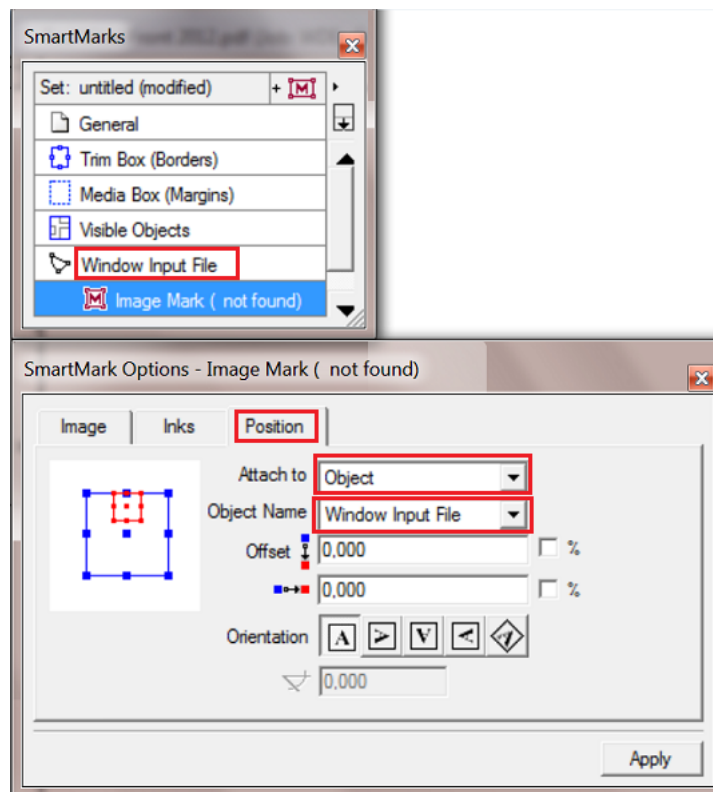 SmartMarks
Set: untitled (modified)
+ M
General
Trim Box (Borders)
Media Box (Margins)
Visible Objects
Window Input File
M Image Mark ( not found)
SmartMark Options - Image Mark ( not found)
Image Inks Position
Attach to Object
Object Name Window Input File
Offset 0,000 %
0,000 %
Orientation A A A A A
0,000
Apply